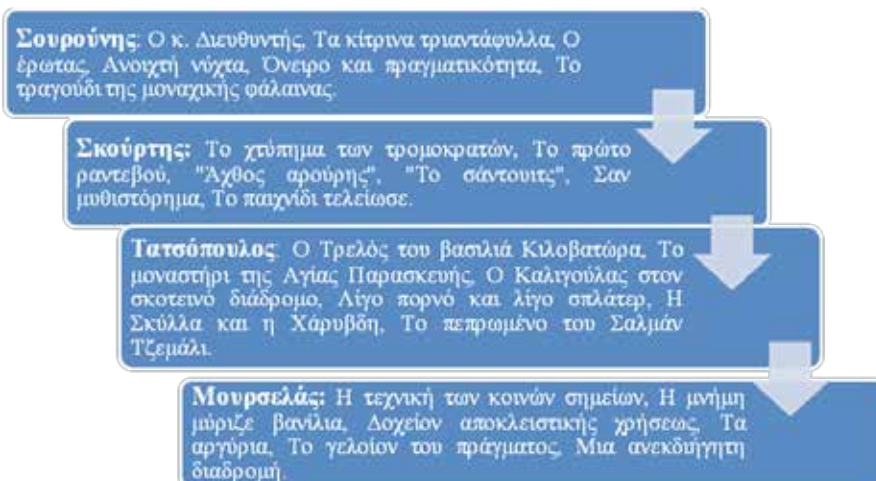 Σουρούνης: Ο κ. Διευθυντής, Τα κίτρινα τριαντάφυλλα, Ο
έρωτας, Ανοιχτή νύχτα, Όνειρο και πραγματικότητα, Το
τραγούδι της μοναχικής φάλαινας.
Σκούρτης: Το χτύπημα των τρομοκρατών, Το πρώτο
ραντεβού, "Άχθος αρούρης", "Το σάντουιτς", Σαν
μυθιστόρημα, Το παιχνίδι τελείωσε.
Τατσόπουλος: Ο Τρελός του βασιλιά Κιλοβατώρα, Το
μοναστήρι της Αγίας Παρασκευής, Ο Καλιγούλας στον
σκοτεινό διάδρομο, Λίγο πορνό και λίγο σπλάτερ, Η
Σκύλλα και η Χάρυβδη, Το πεπρωμένο του Σαλμάν
Τζεμάλι.
Μουρσελάς: Η τεχνική των κοινών σημείων, Η μνήμη
μύριζε βανίλια, Δοχείον αποκλειστικής χρήσεως, Τα
αργύρια, Το γελοίον του πράγματος, Μια ανεκδιήγητη
διαδρομή.